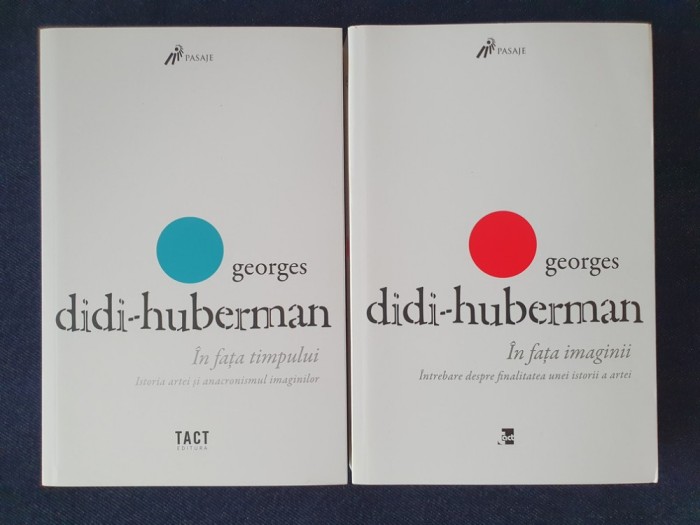 PASAJE
georges
didi-huberman
În fața timpului
Istoria artei și anacronismul imaginilor
TACT
EDITURA
PASAJE
georges
didi-huberman
În fața imaginii
Întrebare despre finalitatea unei istorii a artei
tact